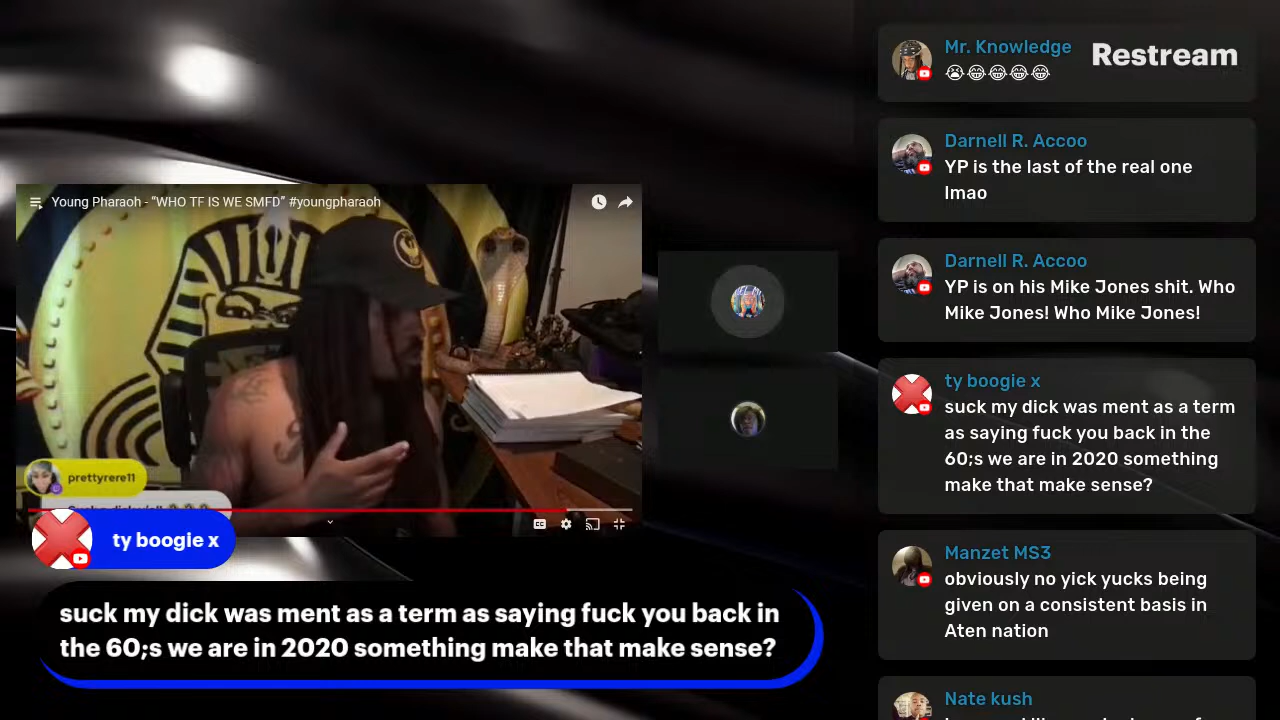 Young Pharaoh - “WHO TF IS WE SMFD” #youngpharaoh
prettyrere11
CC
ty boogie x
suck my dick was ment as a term as saying fuck you back in
the 60;s we are in 2020 something make that make sense?
Restream
Mr. Knowledge
😭😂😂😂😂
Darnell R. Accoo
YP is the last of the real one
lmao
Darnell R. Accoo
YP is on his Mike Jones shit. Who
Mike Jones! Who Mike Jones!
ty boogie x
suck my dick was ment as a term
as saying fuck you back in the
60;s we are in 2020 something
make that make sense?
Manzet MS3
obviously no yick yucks being
given on a consistent basis in
Aten nation
Nate kush